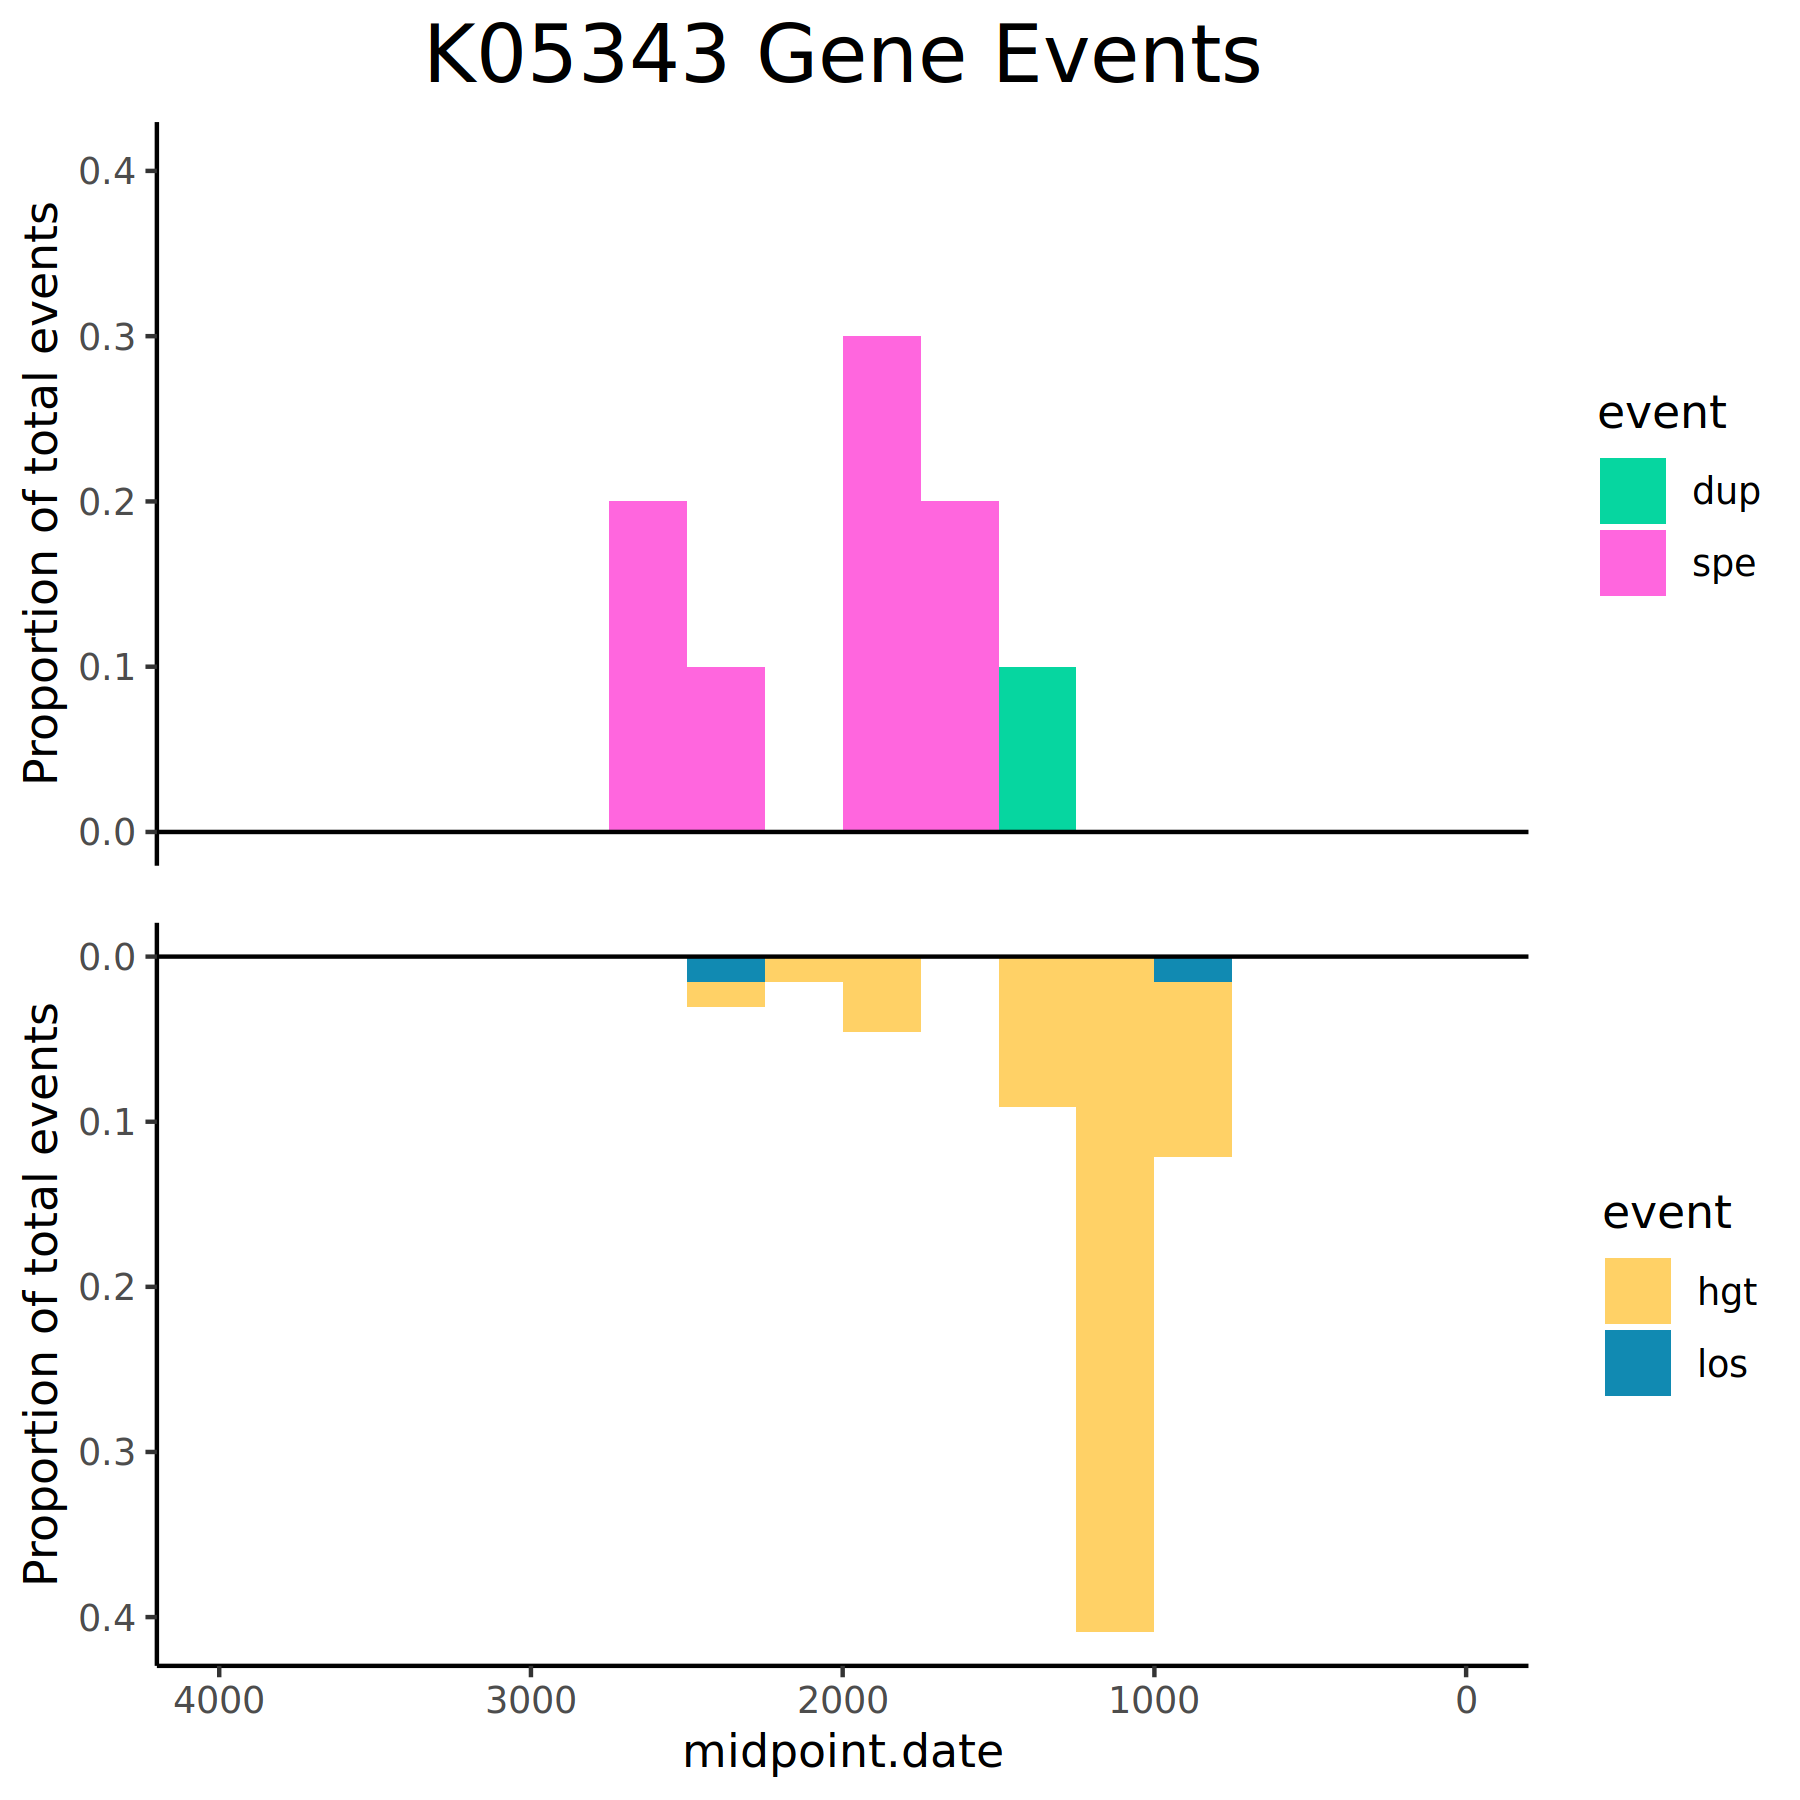 K05343 Gene Events
Proportion of total events
0.4
0.3
0.2
0.1
0.0
event
dup
spe
Proportion of total events
0.0
0.1
0.2
0.3
0.4
event
hgt
los
4000 3000 2000 1000 0
midpoint.date